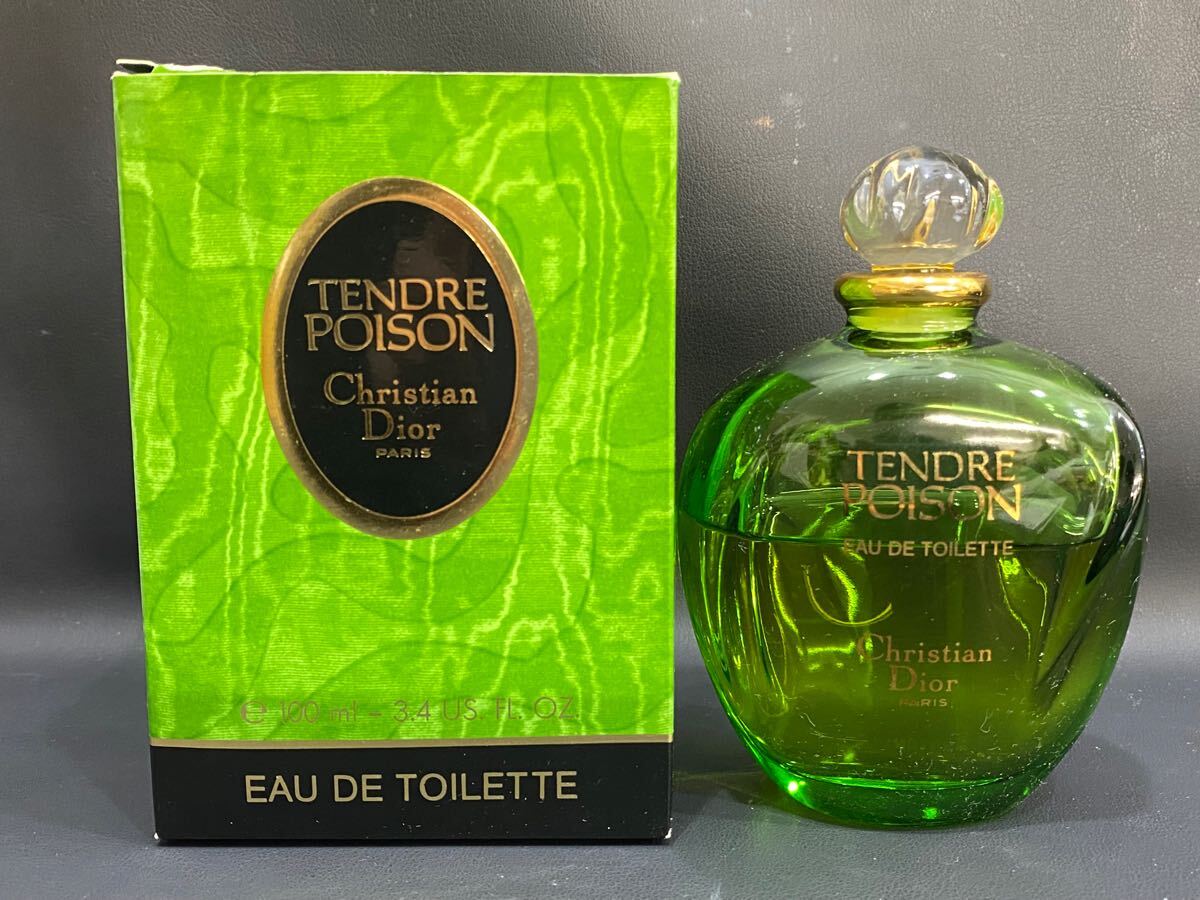 TENDRE
POISON
Christian
Dior
PARIS
℮ 100 ml - 3.4 US. FL. OZ.
EAU DE TOILETTE
TENDRE
POISON
EAU DE TOILETTE
Christian
Dior
PARIS